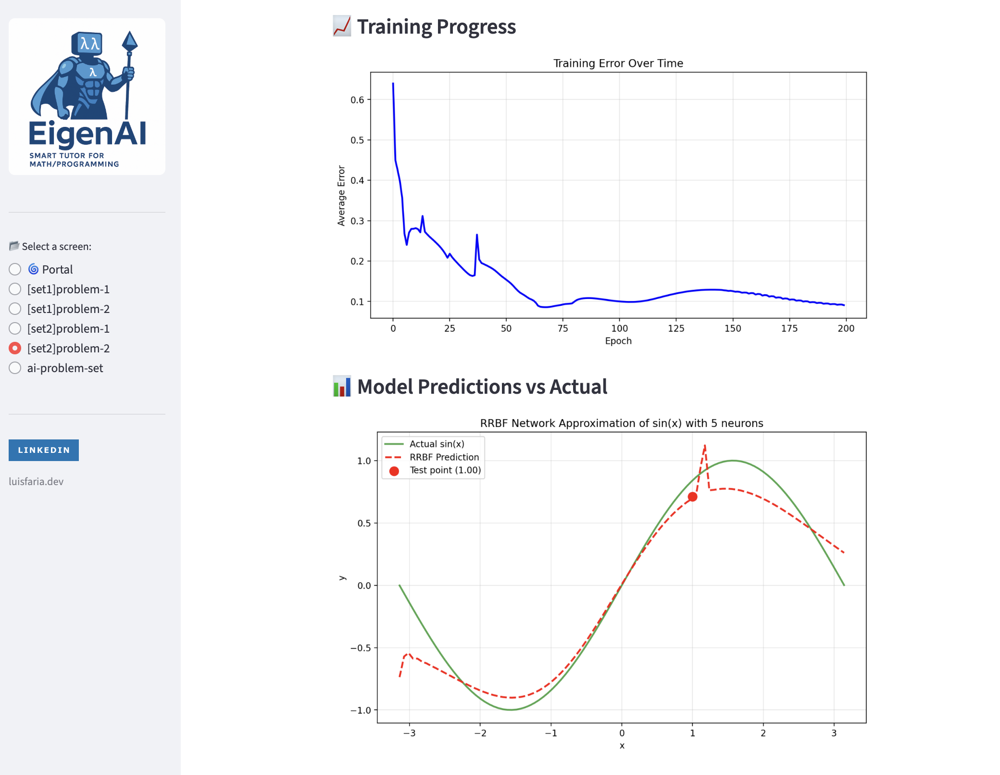 λλ
λ
EigenAI
SMART TUTOR FOR
MATH/PROGRAMMING
Select a screen:
Portal
[set1]problem-1
[set1]problem-2
[set2]problem-1
[set2]problem-2
ai-problem-set
LINKEDIN
luisfaria.dev
Training Progress
Training Error Over Time
0.6
0.5
0.4
0.3
0.2
0.1
Average Error
0 25 50 75 100 125 150 175 200
Epoch
Model Predictions vs Actual
RRBF Network Approximation of sin(x) with 5 neurons
Actual sin(x)
RRBF Prediction
Test point (1.00)
1.0
0.5
0.0
−0.5
−1.0
y
−3 −2 −1 0 1 2 3
x